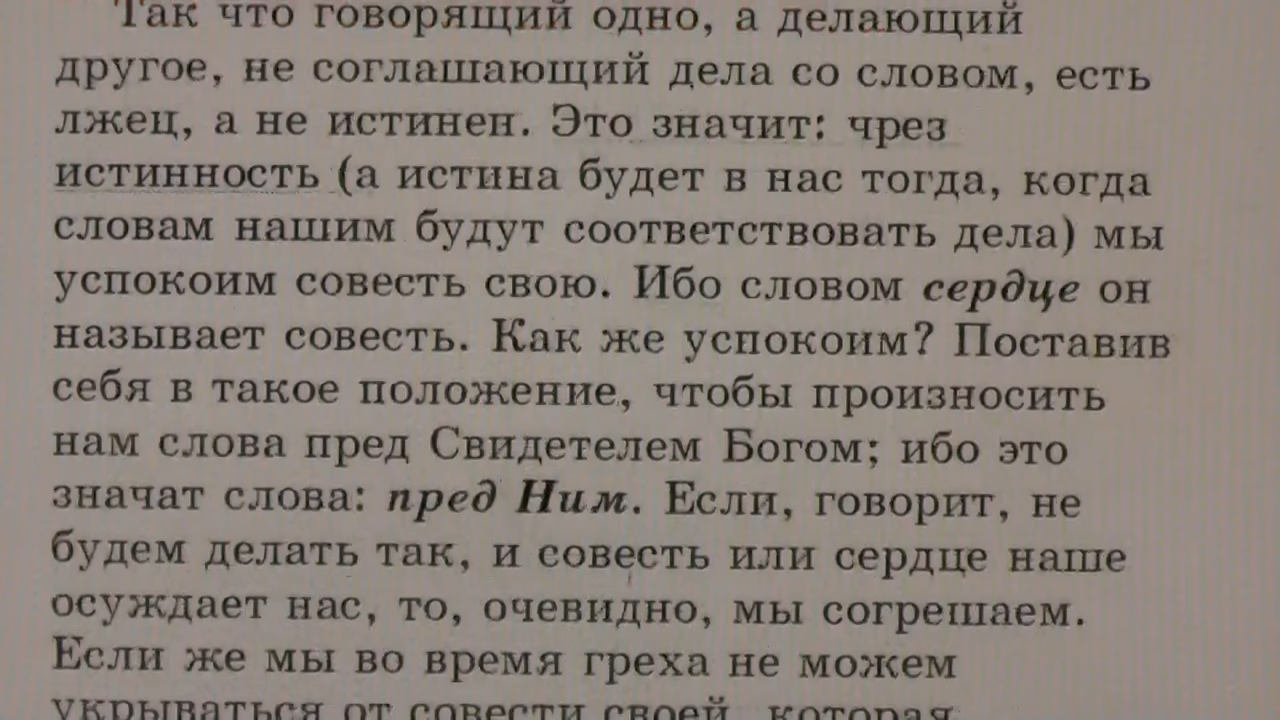 Так что говорящий одно, а делающий
другое, не соглашающий дела со словом, есть
лжец, а не истинен. Это значит: чрез
истинность (а истина будет в нас тогда, когда
словам нашим будут соответствовать дела) мы
успокоим совесть свою. Ибо словом сердце он
называет совесть. Как же успокоим? Поставив
себя в такое положение, чтобы произносить
нам слова пред Свидетелем Богом; ибо это
значат слова: пред Ним. Если, говорит, не
будем делать так, и совесть или сердце наше
осуждает нас, то, очевидно, мы согрешаем.
Если же мы во время греха не можем
укрываться от совести своей, которая